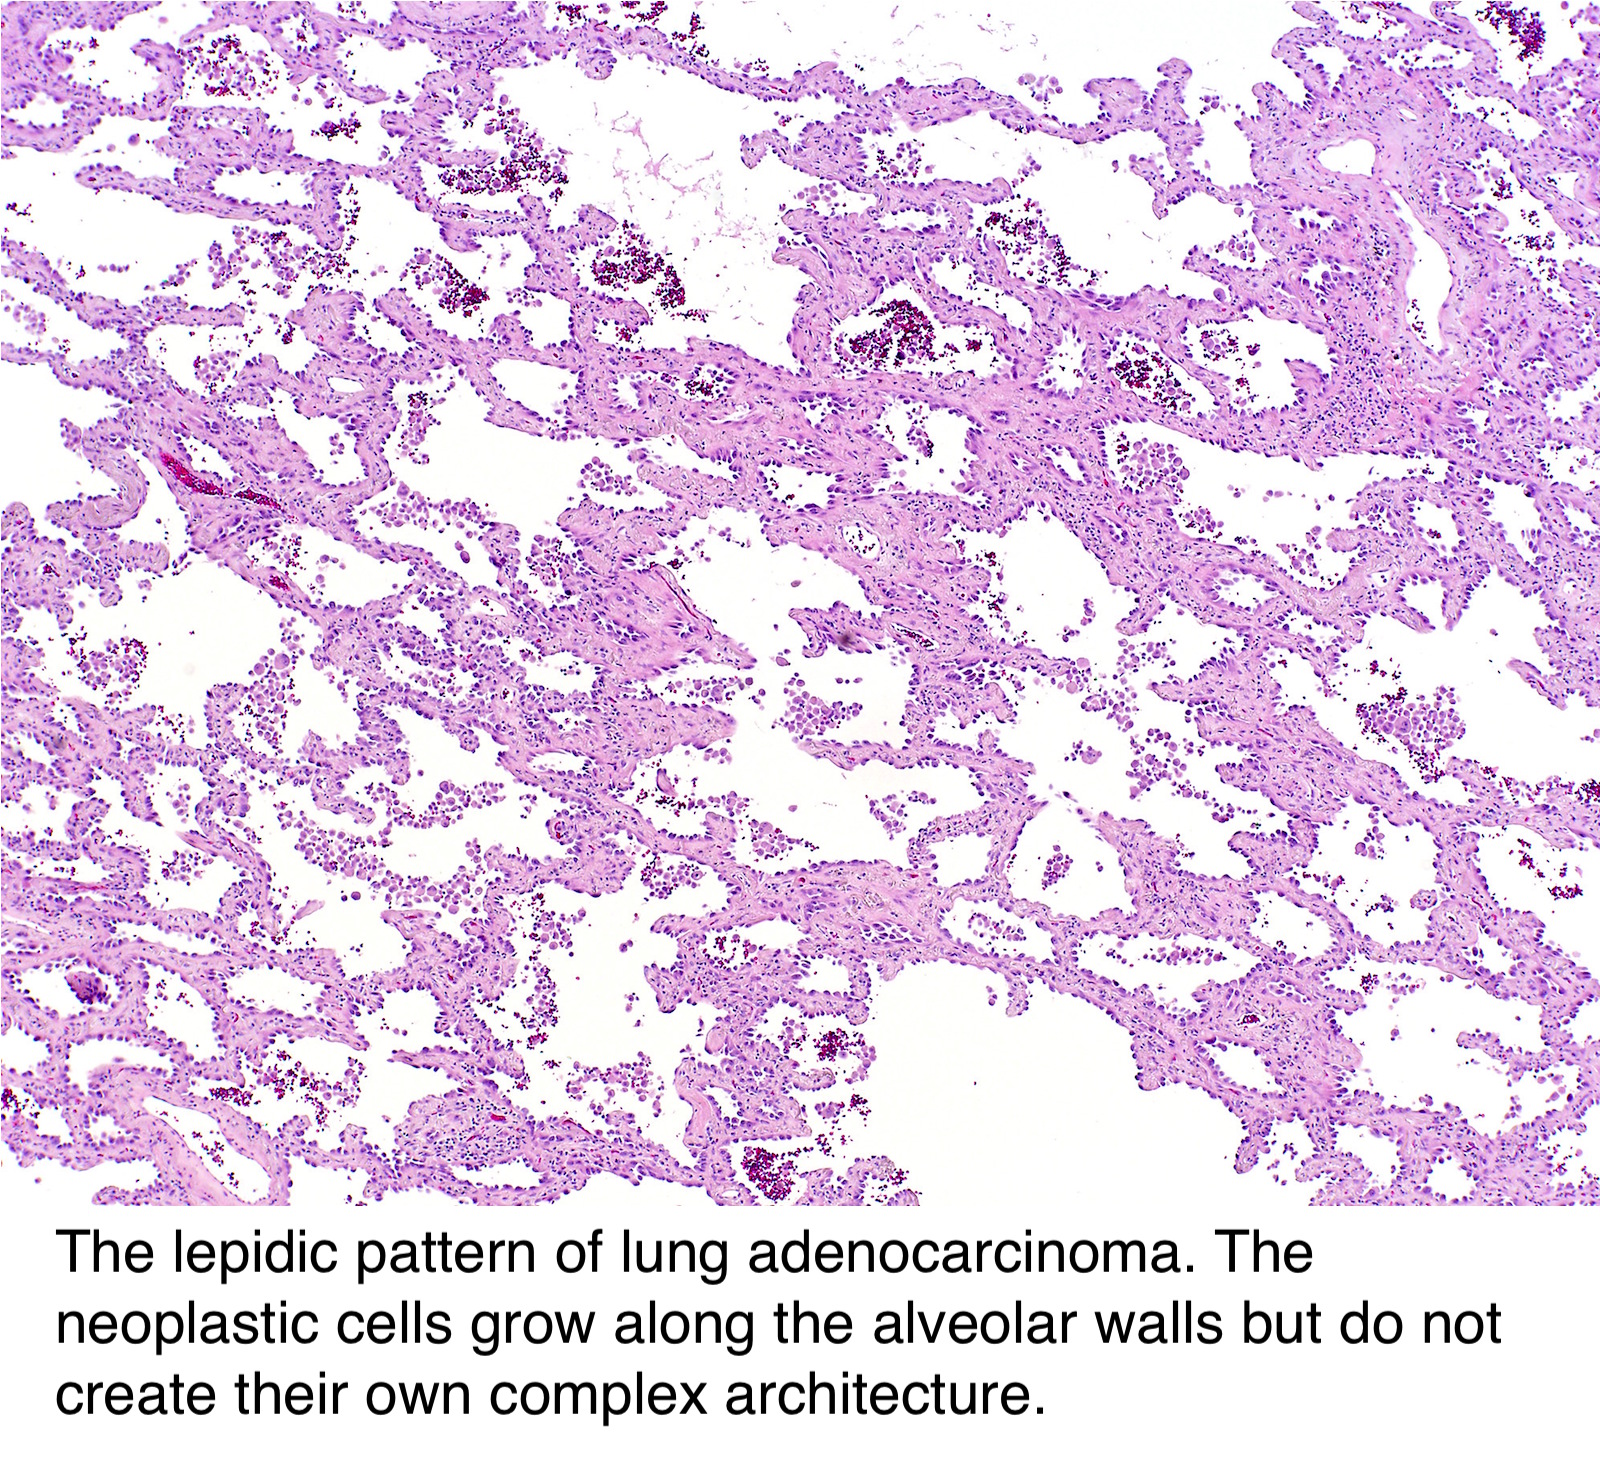 The lepidic pattern of lung adenocarcinoma. The
neoplastic cells grow along the alveolar walls but do not
create their own complex architecture.